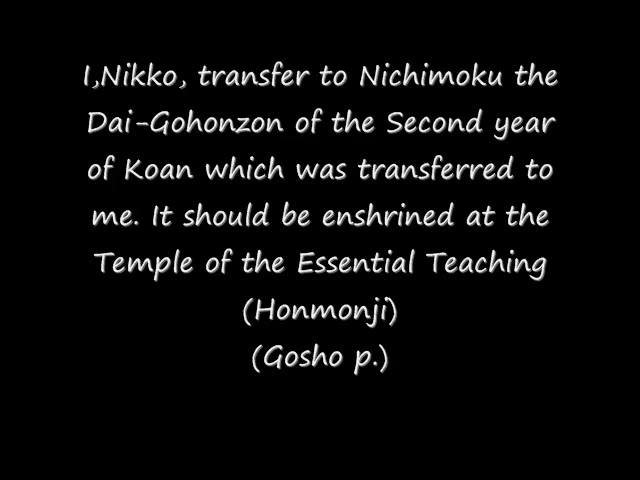 I,Nikko, transfer to Nichimoku the
Dai-Gohonzon of the Second year
of Koan which was transferred to
me. It should be enshrined at the
Temple of the Essential Teaching
(Honmonji)
(Gosho p.)